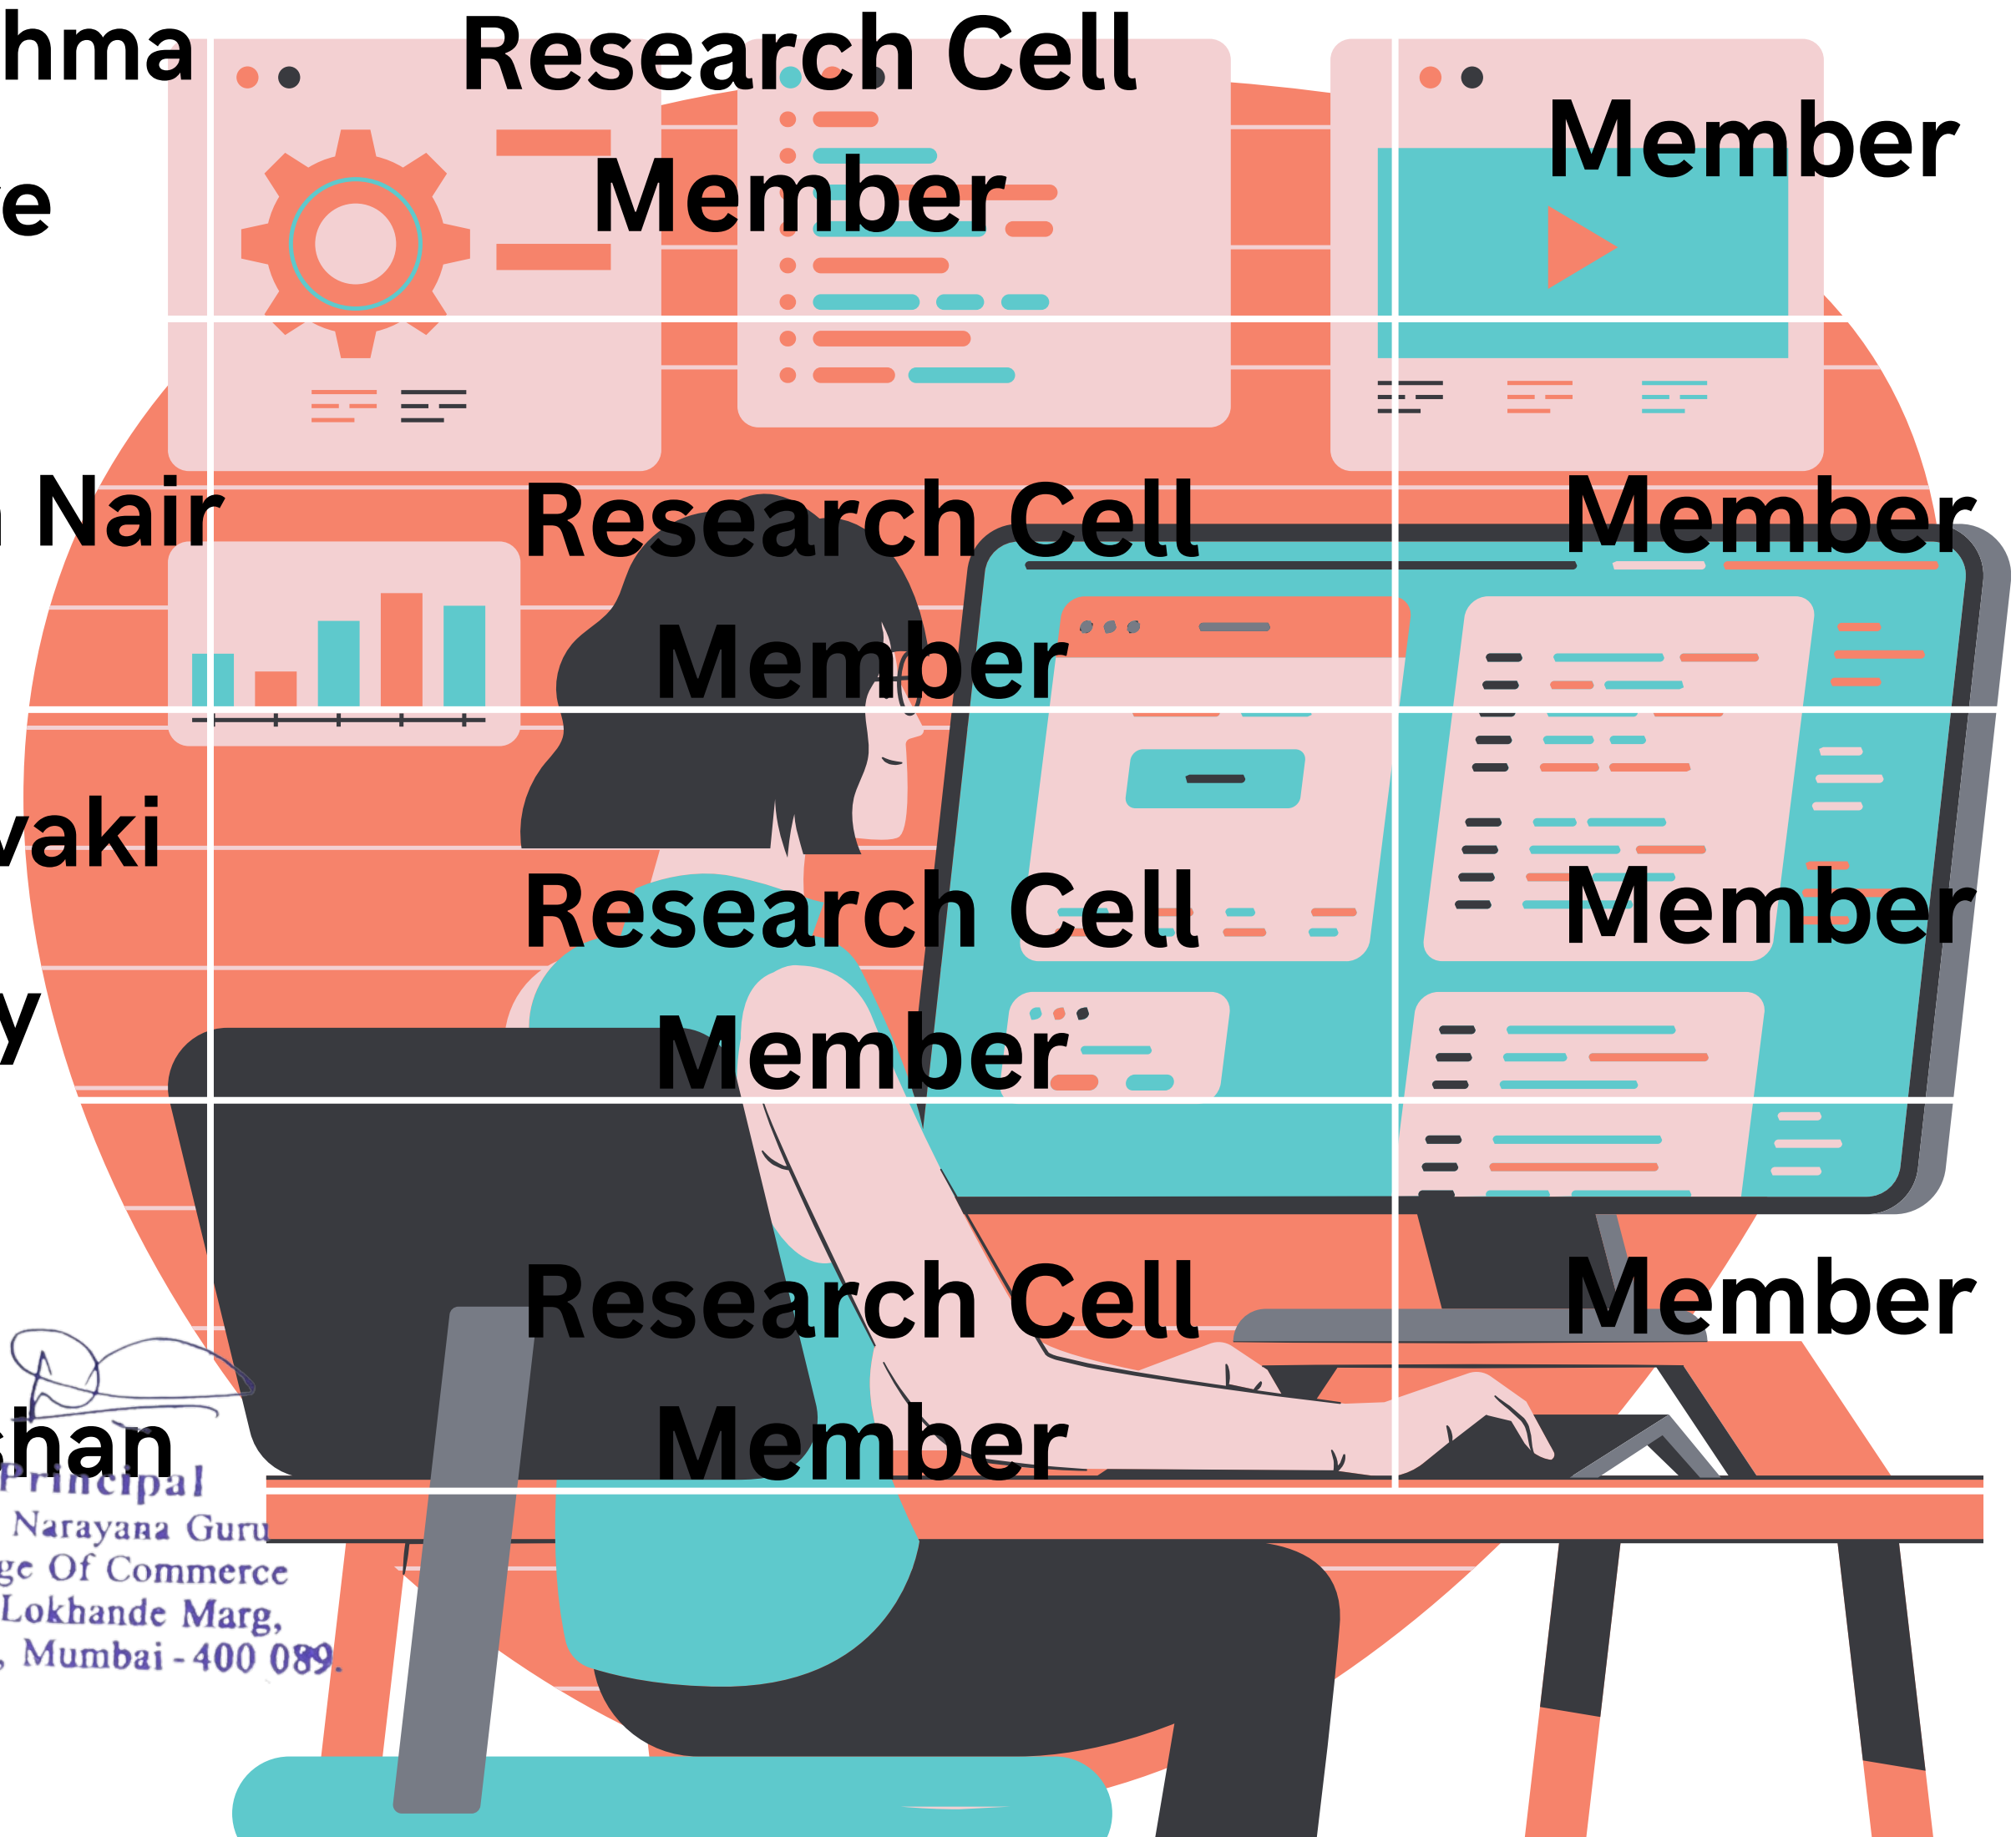 hma Research Cell
Member
Member
e
Nair Research Cell Member
Member
vaki
Research Cell Member
y
Member
Research Cell Member
Member
shan
Principal
Narayana Guru
ge Of Commerce
Lokhande Marg,
, Mumbai - 400 089.